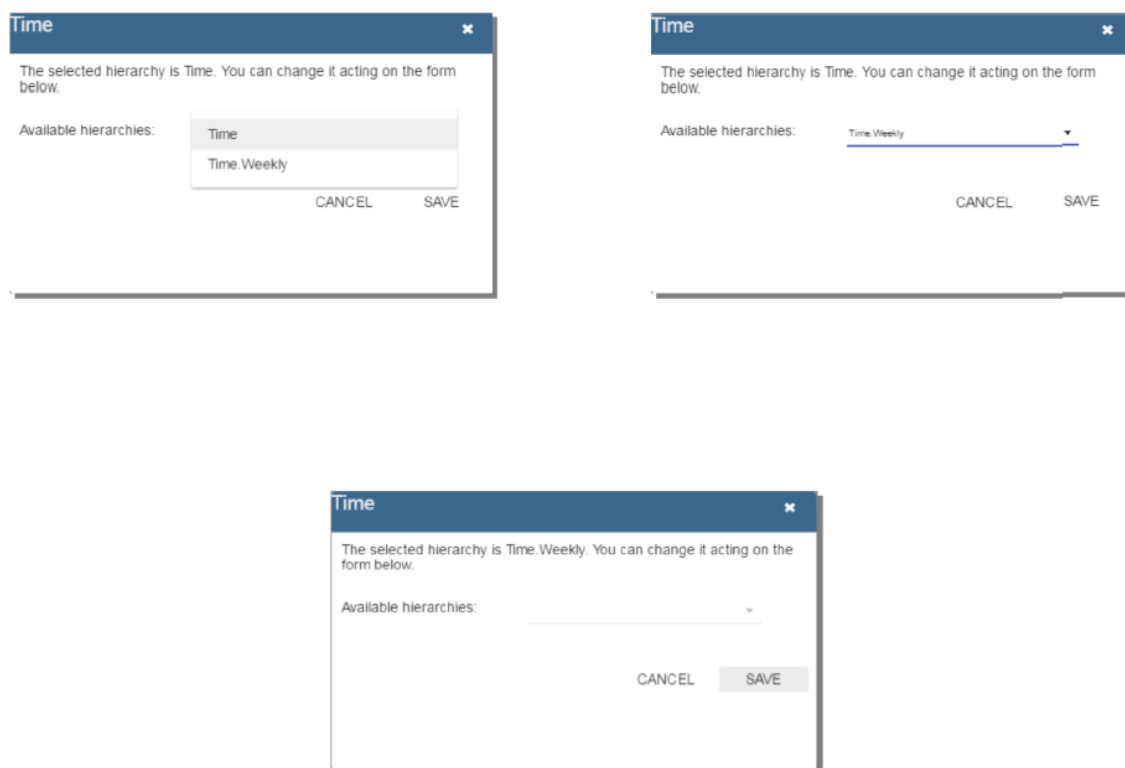 Time
The selected hierarchy is Time. You can change it acting on the form
below.
Available hierarchies:
Time
Time.Weekly
CANCEL SAVE
Time
The selected hierarchy is Time. You can change it acting on the form
below.
Available hierarchies: Time.Weekly
CANCEL SAVE
Time
The selected hierarchy is Time.Weekly. You can change it acting on the
form below.
Available hierarchies:
CANCEL SAVE